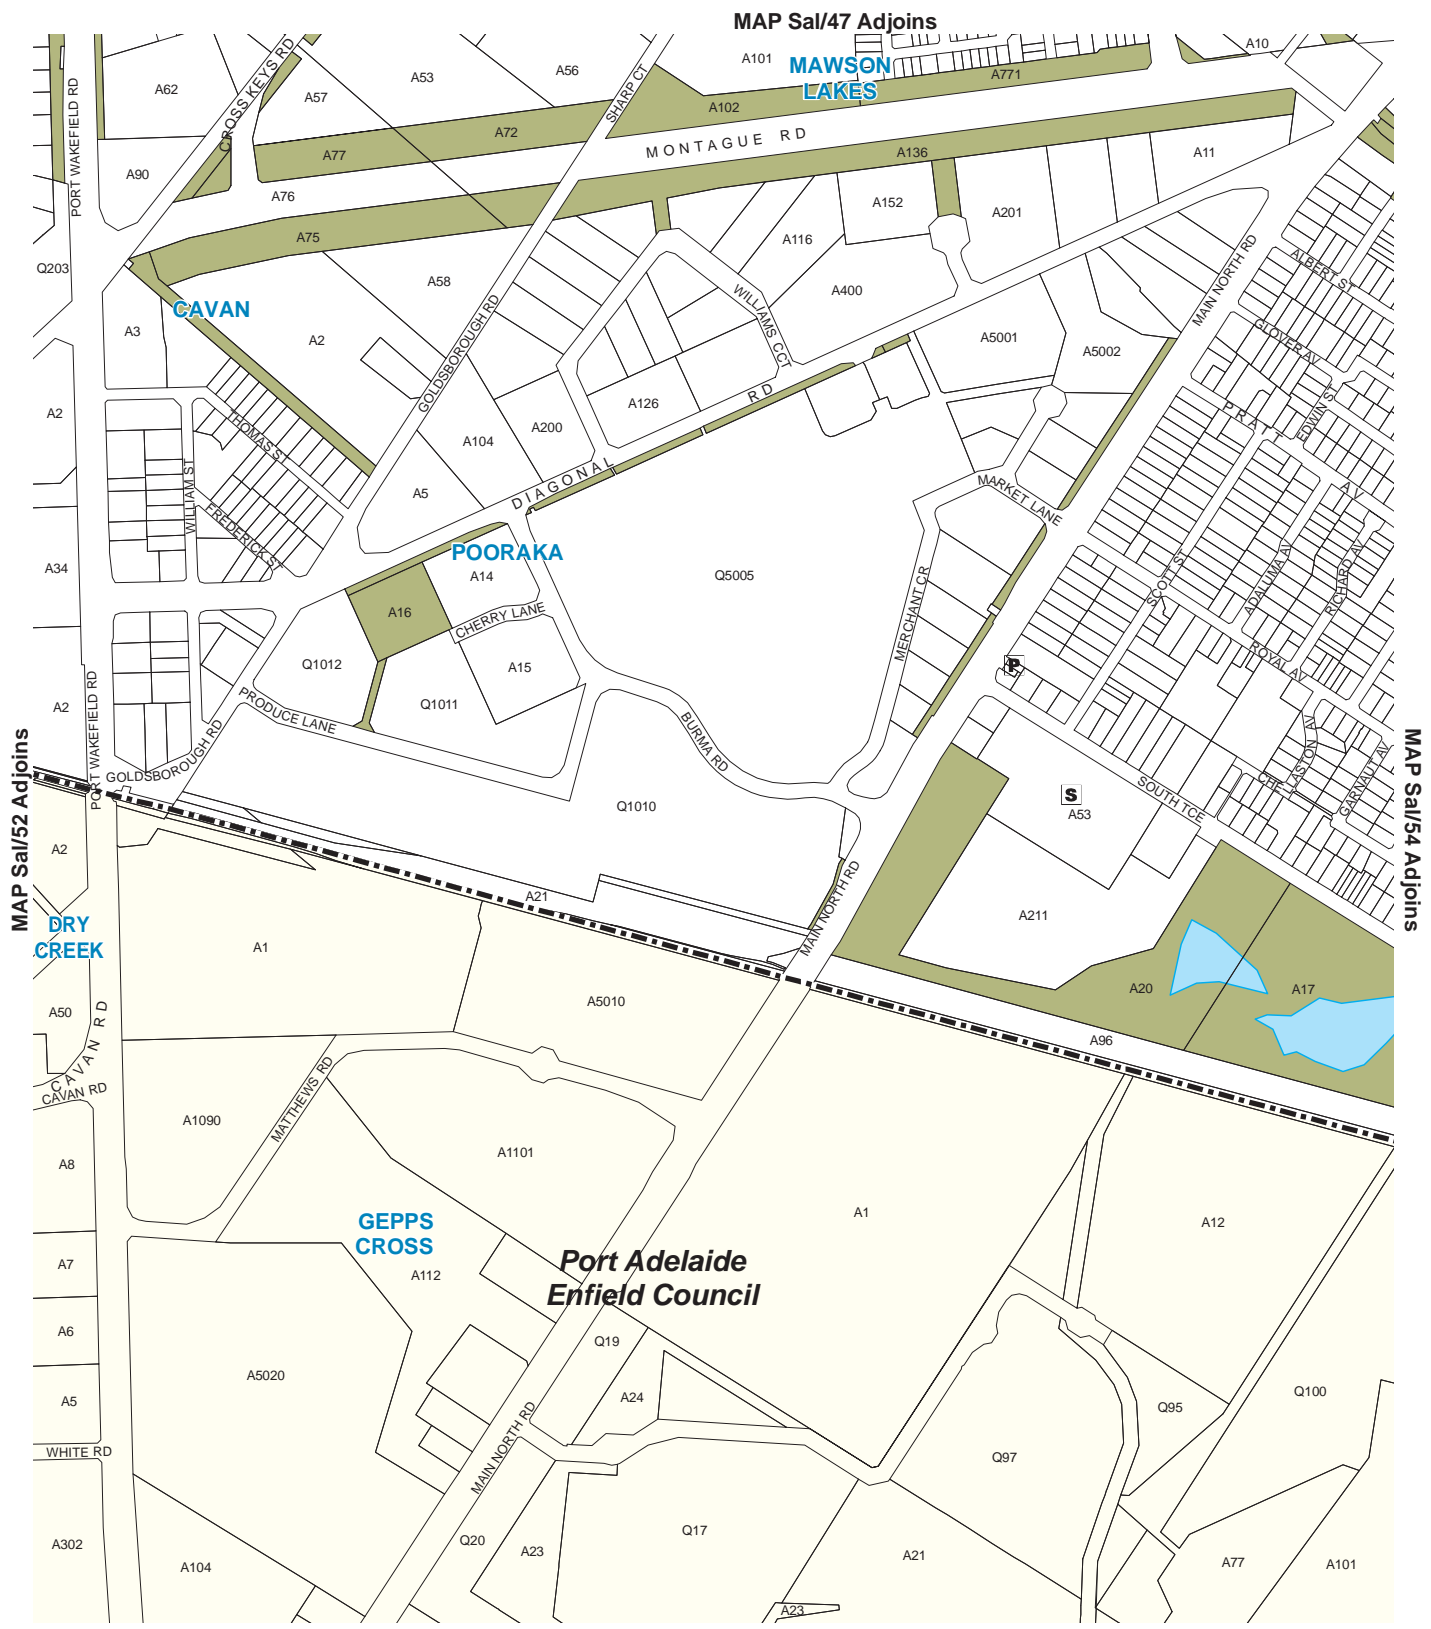 MAP Sal/47 Adjoins
A10
A101
MAWSON
LAKES
A56
A53
A771
A62
A57
CROSS KEYS RD
SHARP CT
A102
PORT WAKEFIELD RD
A72
MONTAGUE RD
A77
A136
A11
A90
A76
A152
A201
A75
A116
Q203
A58
A400
WILLIAMS CCT
MAIN NORTH RD
ALBERT ST
CAVAN
GOLDSBOROUGH RD
A3
A2
A5001
A5002
GLOVER AV
RD
A126
A2
A200
A104
THOMAS S
EDWIN ST
PRATT
AV
WILLIAM ST
A5
DIAGONAL
MARKET LANE
FREDERICK ST
POORAKA
A34
A14
Q5005
SCOTT ST
ADALUMA AV
RICHARD AV
A16
CHERRY LANE
MERCHANT CR
Q1012
A15
P
ROYAL AV
PRODUCE LANE
Q1011
A2
PORT WAKEFIELD RD
BURMA RD
GOLDSBOROUGH RD
SOUTH TCE
CHE
LASTON AV
GARNAUT AV
MAP Sal/52 Adjoins
MAP Sal/54 Adjoins
S
A53
Q1010
A2
A21
MAIN NORTH RD
A211
DRY
CREEK
A1
A20
A17
A50
A5010
A96
CAVAN RD
CAVAN RD
MATTHEWS RD
A1090
A1101
A8
A1
A12
GEPPS
CROSS
Port Adelaide
Enfield Council
A7
A112
A6
Q19
A5020
A24
Q100
A5
Q95
WHITE RD
MAIN NORTH RD
Q97
A302
Q20
A23
Q17
A21
A77
A101
A104
A23